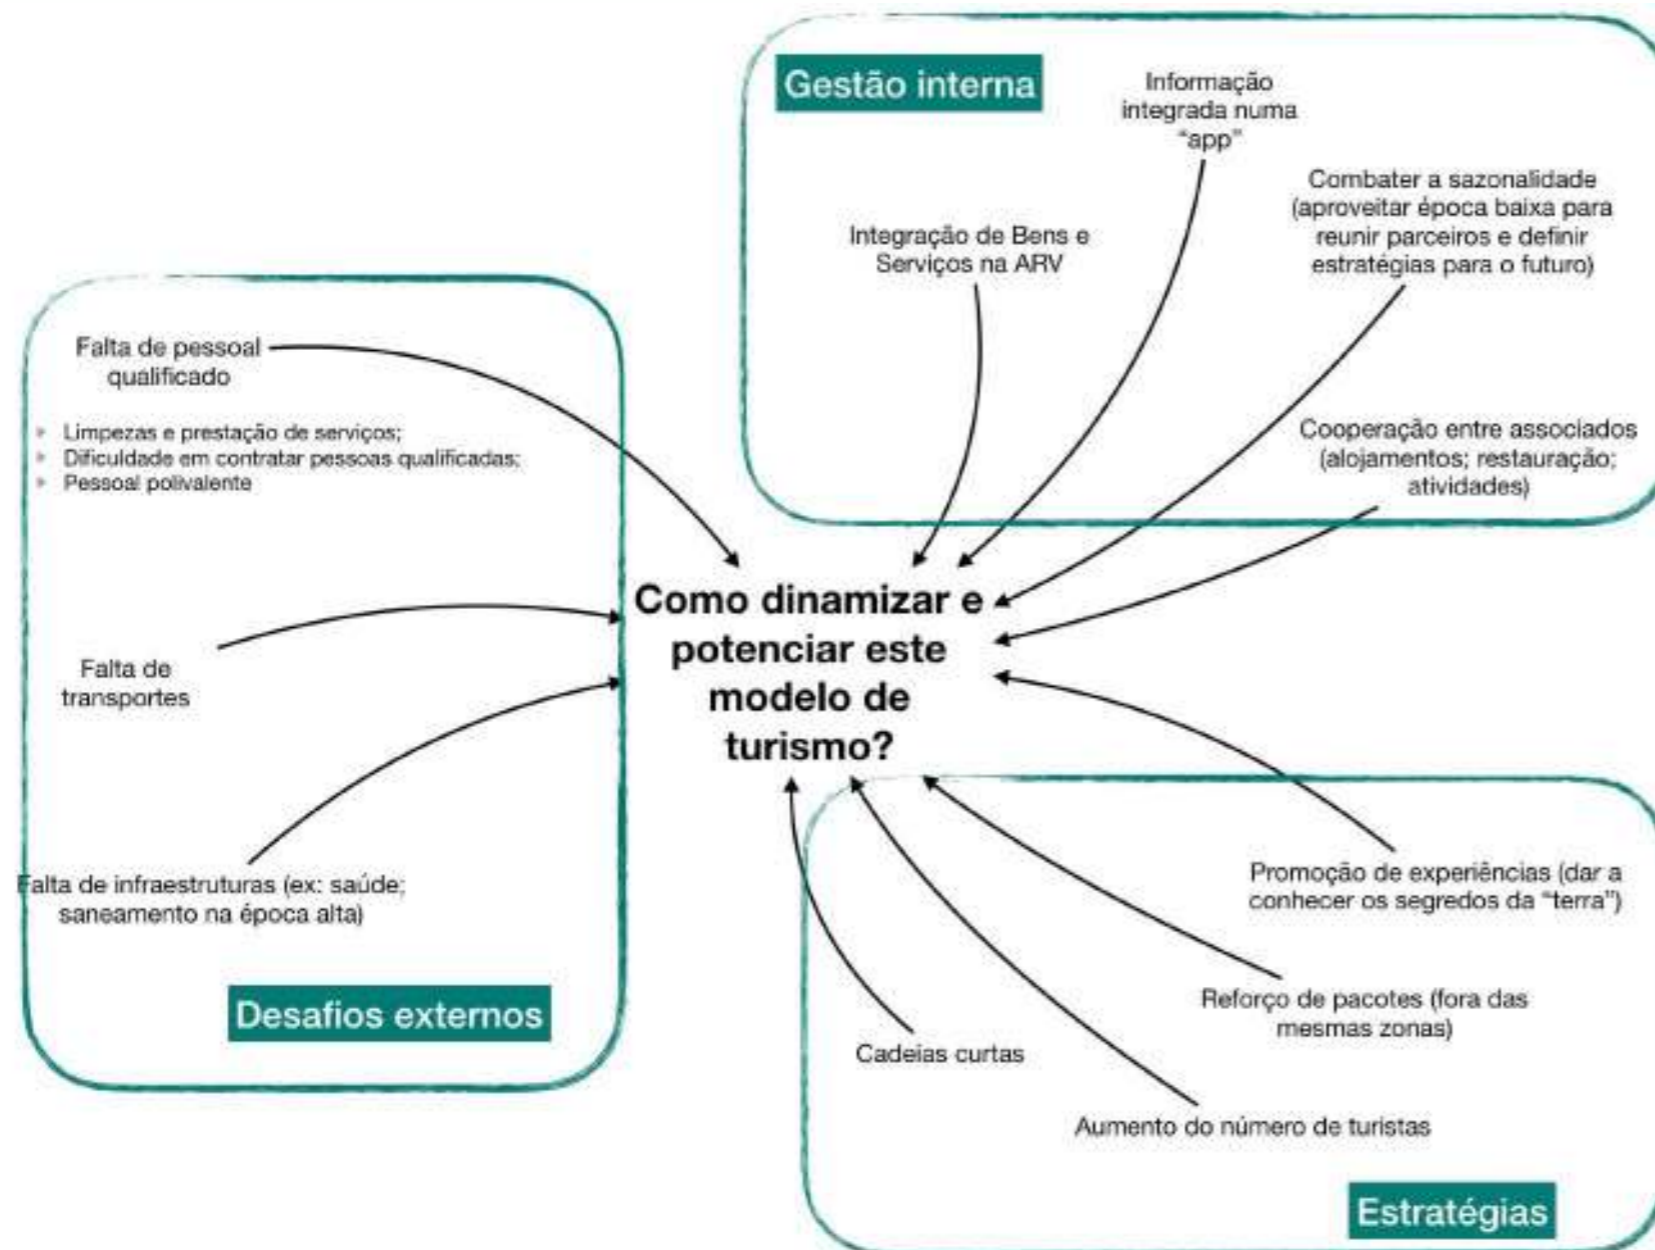 Gestão interna
Informação
integrada numa
“app”
Combater a sazonalidade
(aproveitar época baixa para
reunir parceiros e definir
estratégias para o futuro)
Integração de Bens e
Serviços na ARV
Cooperação entre associados
(alojamentos; restauração;
atividades)
Falta de pessoal
qualificado
Limpezas e prestação de serviços;
Dificuldade em contratar pessoas qualificadas;
Pessoal polivalente
Falta de
transportes
Falta de infraestruturas (ex: saúde;
saneamento na época alta)
Desafios externos
Como dinamizar e
potenciar este
modelo de
turismo?
Promoção de experiências (dar a
conhecer os segredos da “terra”)
Reforço de pacotes (fora das
mesmas zonas)
Cadeias curtas
Aumento do número de turistas
Estratégias